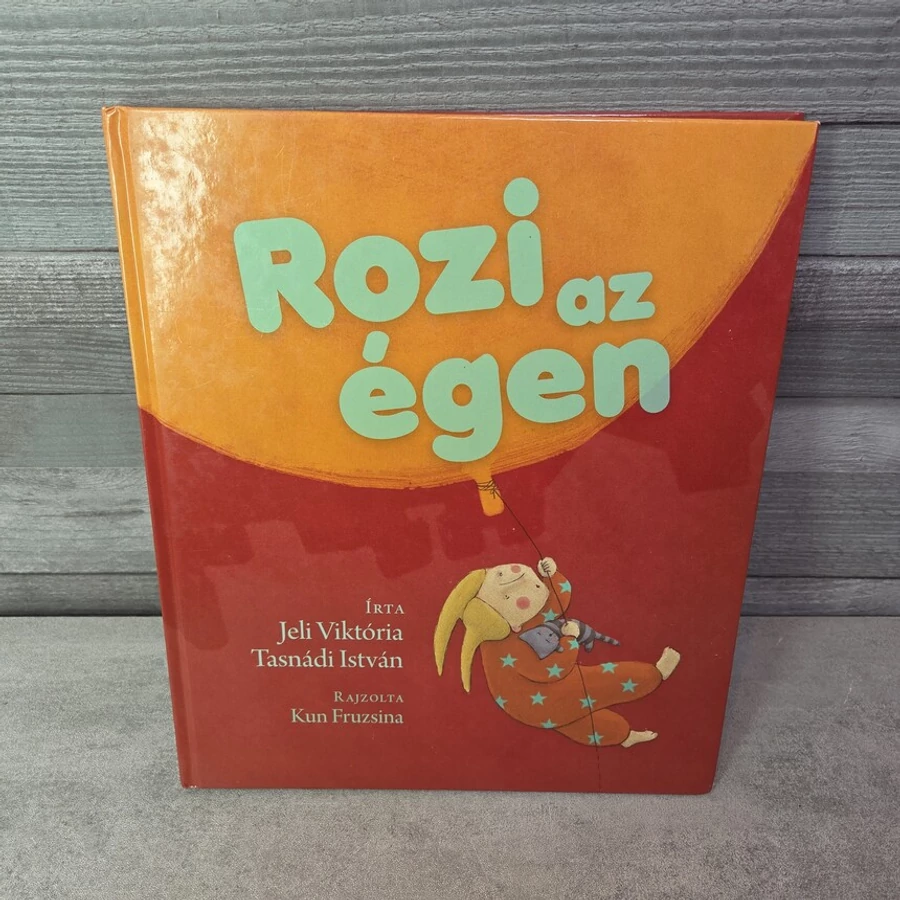 Rozi az
égen
Írta
Jeli Viktória
Tasnádi István
Rajzolta
Kun Fruzsina